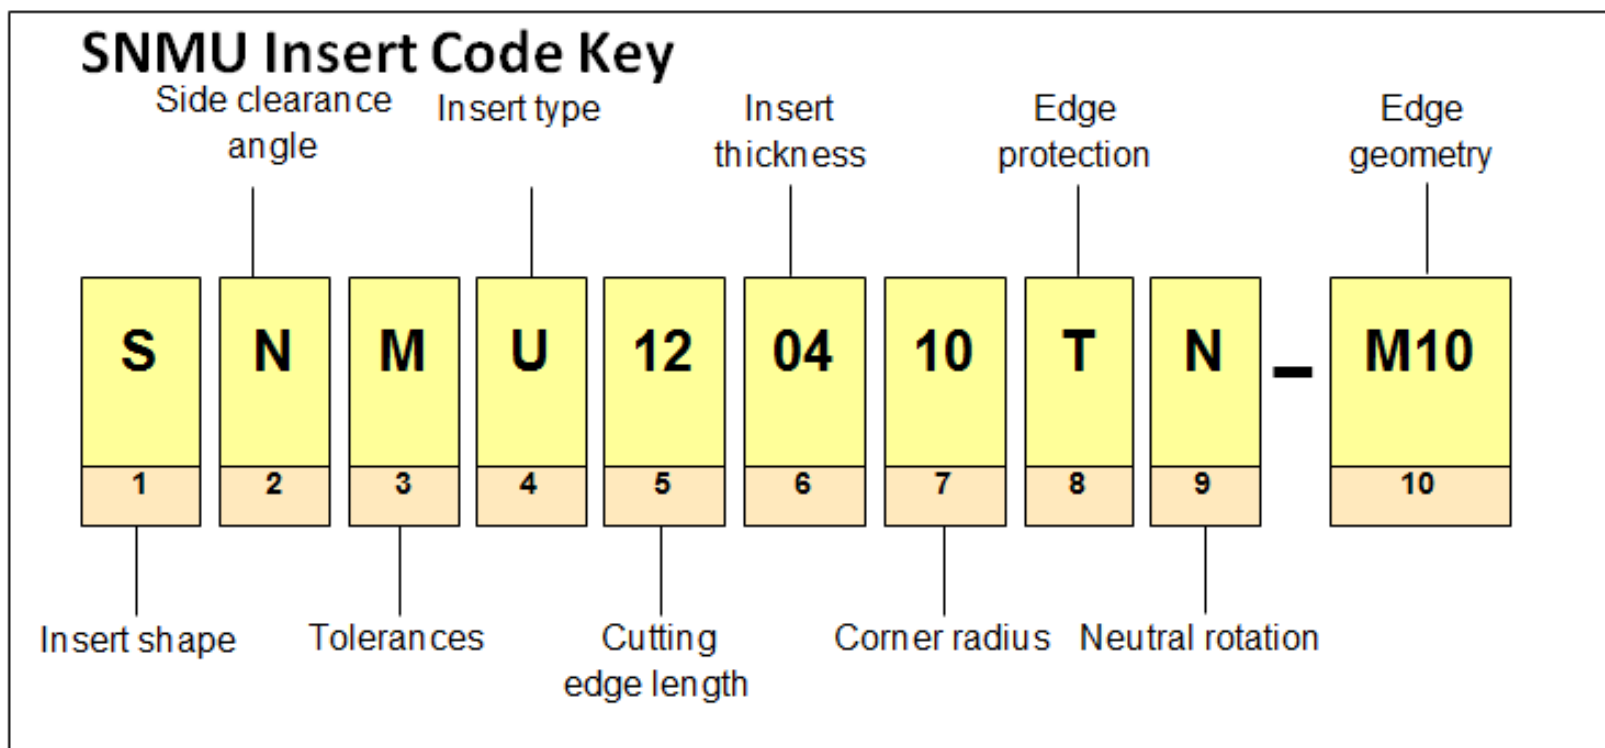 SNMU Insert Code Key
Side clearance
angle
Insert type
Insert
thickness
Edge
protection
Edge
geometry
S N M U 12 04 10 T N – M10
1 2 3 4 5 6 7 8 9 10
Insert shape
Tolerances
Cutting
edge length
Corner radius
Neutral rotation